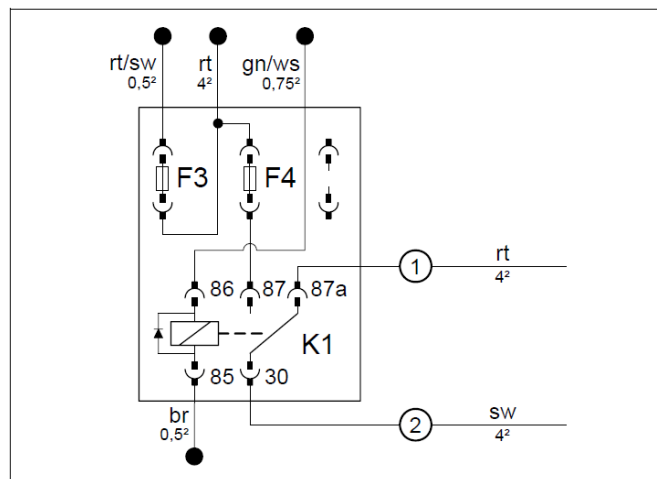 rt/sw
0,5²
rt
4²
gn/ws
0,75²
F3
F4
1
rt
4²
86
87
87a
K1
85
30
br
0,5²
2
sw
4²